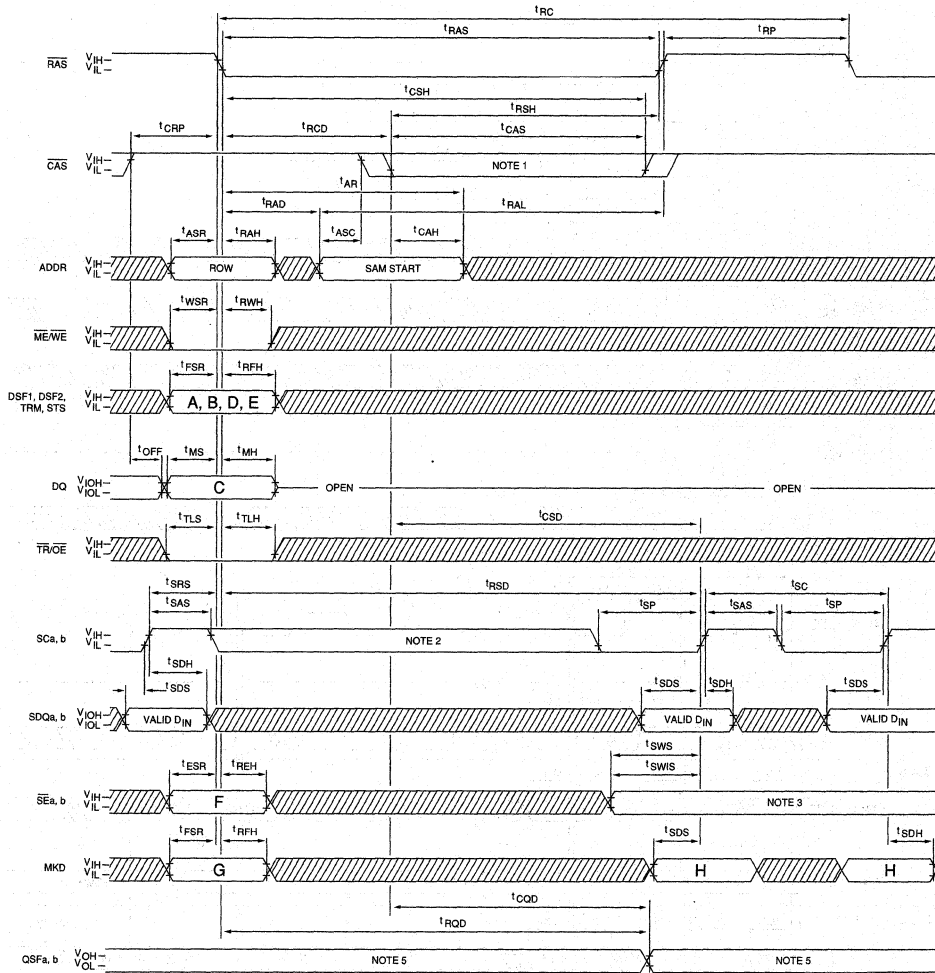 tRC
tRAS
tRP
RAS VIH VIL
tCSH
tRSH
tCRP
tRCD
tCAS
CAS VIH VIL
NOTE 1
tAR
tRAD
tRAL
tASR
tRAH
tASC
tCAH
ADDR VIH VIL
ROW
SAM START
tWSR
tRWH
ME/WE VIH VIL
tFSR
tRFH
DSF1, DSF2,
TRM, STS
VIH VIL
A, B, D, E
tOFF
tMS
tMH
DQ VIOH VIOL
C
OPEN
OPEN
tTLS
tTLH
tCSD
TR/OE VIH VIL
tSRS
tRSD
tSC
tSAS
tSP
tSAS
tSP
SCa, b VIH VIL
NOTE 2
tSDH
tSDS
tSDS
tSDH
tSDS
SDQa, b VIOH VIOL
VALID DIN
VALID DIN
VALID DIN
tSWS
tESR
tREH
tSWIS
SEa, b VIH VIL
F
NOTE 3
tFSR
tRFH
tSDS
tSDH
MKD VIH VIL
G
H
H
tCQD
tRQD
QSFa, b VOH VOL
NOTE 5
NOTE 5